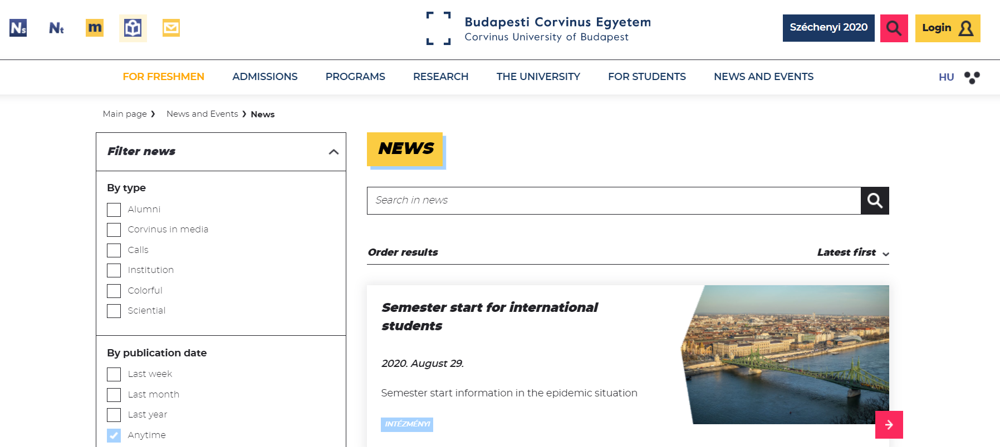 Ns
Nt
m
Budapesti Corvinus Egyetem
Corvinus University of Budapest
Széchenyi 2020
Login
FOR FRESHMEN
ADMISSIONS
PROGRAMS
RESEARCH
THE UNIVERSITY
FOR STUDENTS
NEWS AND EVENTS
HU
Main page ❯ News and Events ❯ News
Filter news
By type
Alumni
Corvinus in media
Calls
Institution
Colorful
Sciential
By publication date
Last week
Last month
Last year
Anytime
NEWS
Search in news
Order results
Latest first
Semester start for international
students
2020. August 29.
Semester start information in the epidemic situation
INTÉZMÉNYI